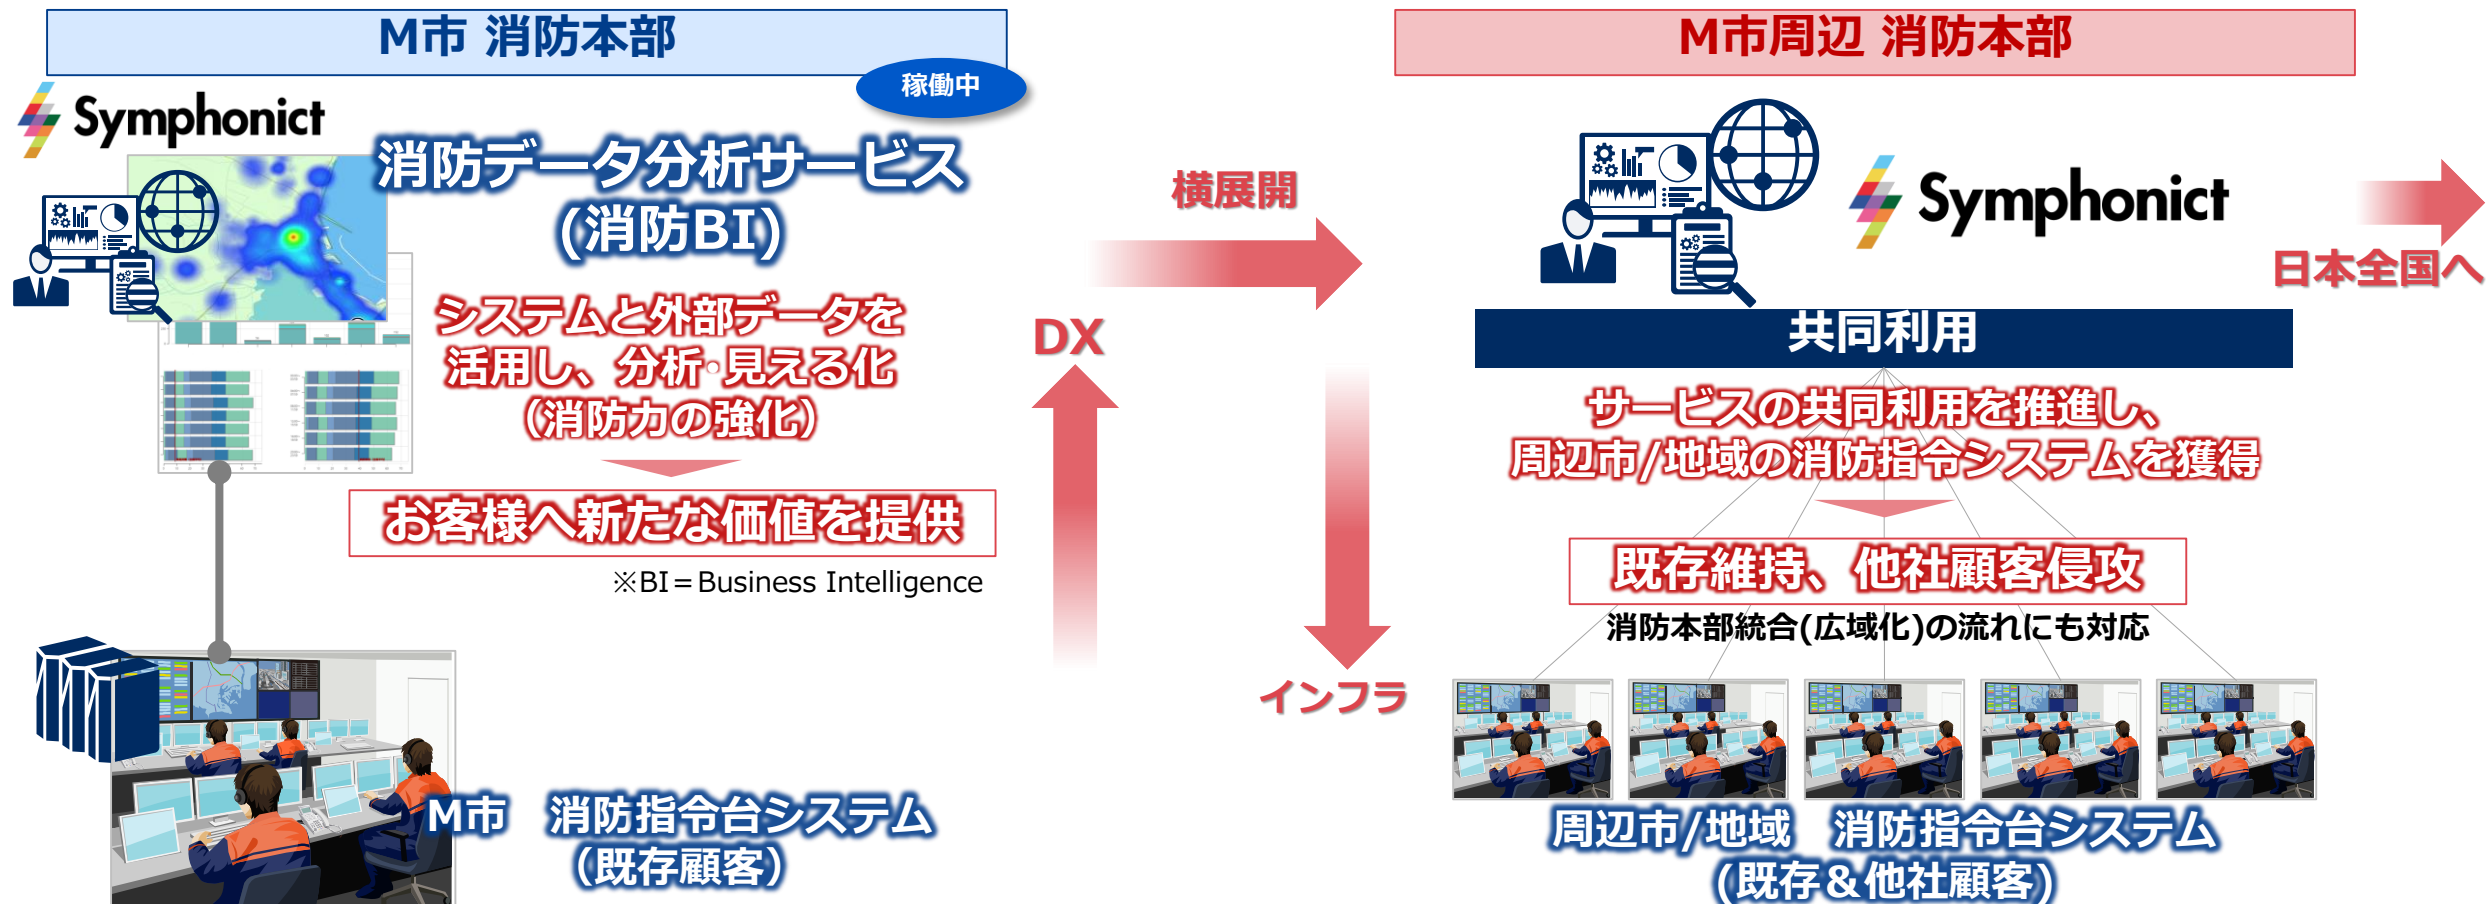 M市 消防本部
稼働中
Symphonict
消防データ分析サービス
(消防BI)
システムと外部データを
活用し、分析・見える化
（消防力の強化）
お客様へ新たな価値を提供
※BI＝Business Intelligence
M市　消防指令台システム
（既存顧客）
DX
横展開
インフラ
M市周辺 消防本部
Symphonict
日本全国へ
共同利用
サービスの共同利用を推進し、
周辺市/地域の消防指令システムを獲得
既存維持、他社顧客侵攻
消防本部統合(広域化)の流れにも対応
周辺市/地域　消防指令台システム
(既存＆他社顧客)